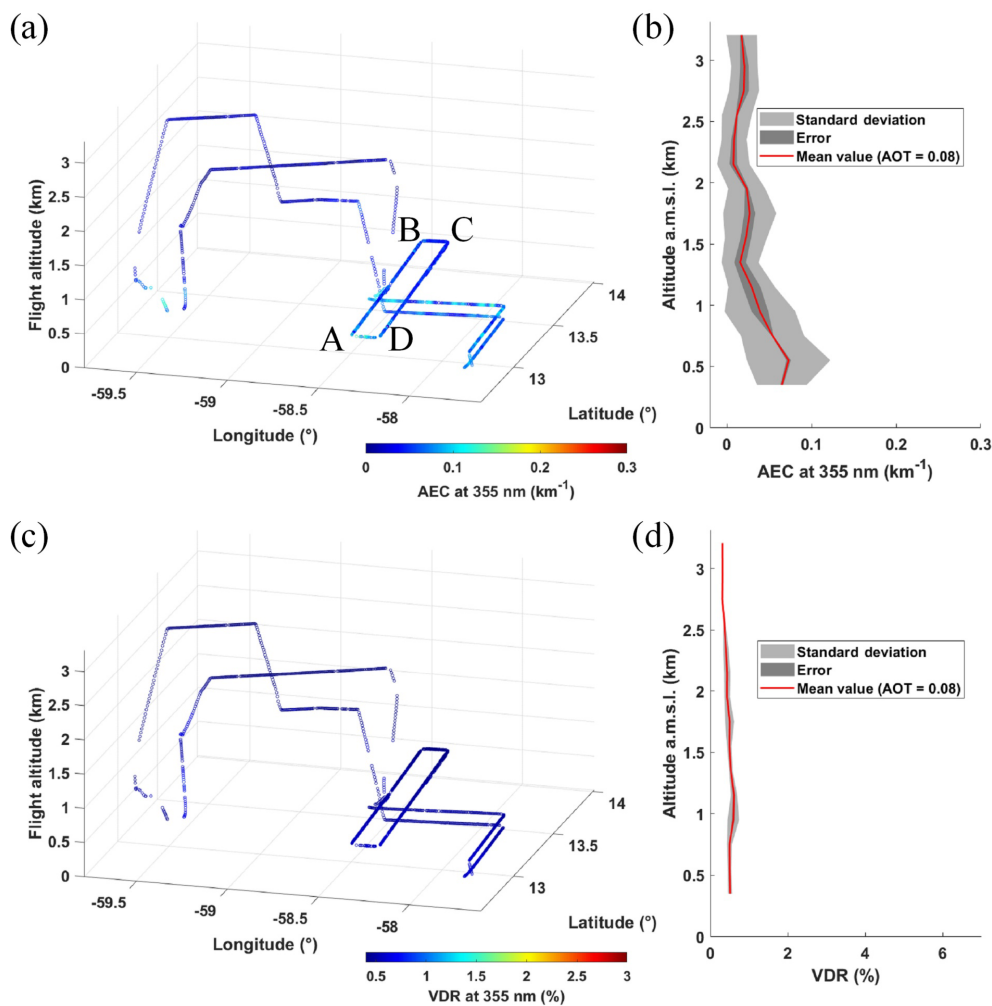 (a)
3
2.5
2
1.5
1
0.5
0
Flight altitude (km)
B
C
A
D
-59.5
-59
-58.5
-58
Longitude (°)
14
13.5
13
Latitude (°)
0
0.1
0.2
0.3
AEC at 355 nm (km-1)
(b)
3
2.5
2
1.5
1
0.5
0
Altitude a.m.s.l. (km)
Standard deviation
Error
Mean value (AOT = 0.08)
0
0.1
0.2
0.3
AEC at 355 nm (km-1)
(c)
3
2.5
2
1.5
1
0.5
0
Flight altitude (km)
-59.5
-59
-58.5
-58
Longitude (°)
14
13.5
13
Latitude (°)
0.5
1
1.5
2
2.5
3
VDR at 355 nm (%)
(d)
3
2.5
2
1.5
1
0.5
0
Altitude a.m.s.l. (km)
Standard deviation
Error
Mean value (AOT = 0.08)
0
2
4
6
VDR (%)